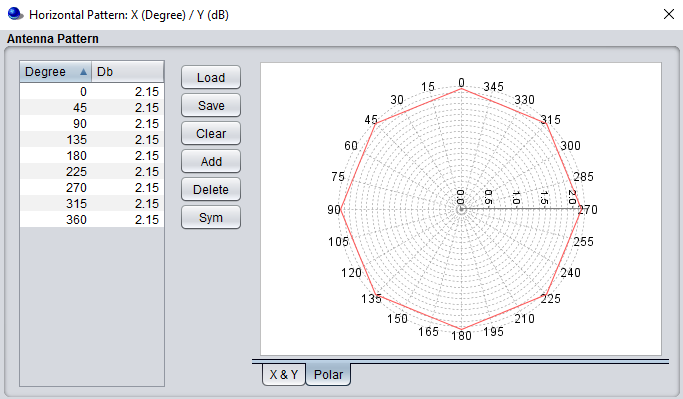 Horizontal Pattern: X (Degree) / Y (dB)
Antenna Pattern
Degree Db
0 2.15
45 2.15
90 2.15
135 2.15
180 2.15
225 2.15
270 2.15
315 2.15
360 2.15
Load
Save
Clear
Add
Delete
Sym
0
15 345
30 330
45 315
60 300
75 285
0.0 0.5 1.0 1.5 2.0
90 270
105 255
120 240
135 225
150 210
165 195
180
X & Y Polar